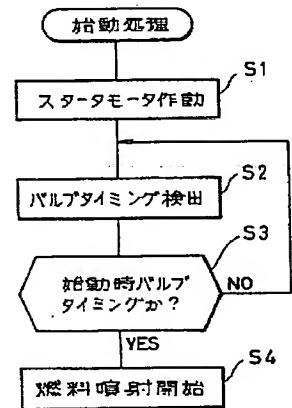 始動処理
S1
スタータモータ作動
S2
バルブタイミング検出
S3
始動時バルブ
タイミングか?
NO
YES
S4
燃料噴射開始